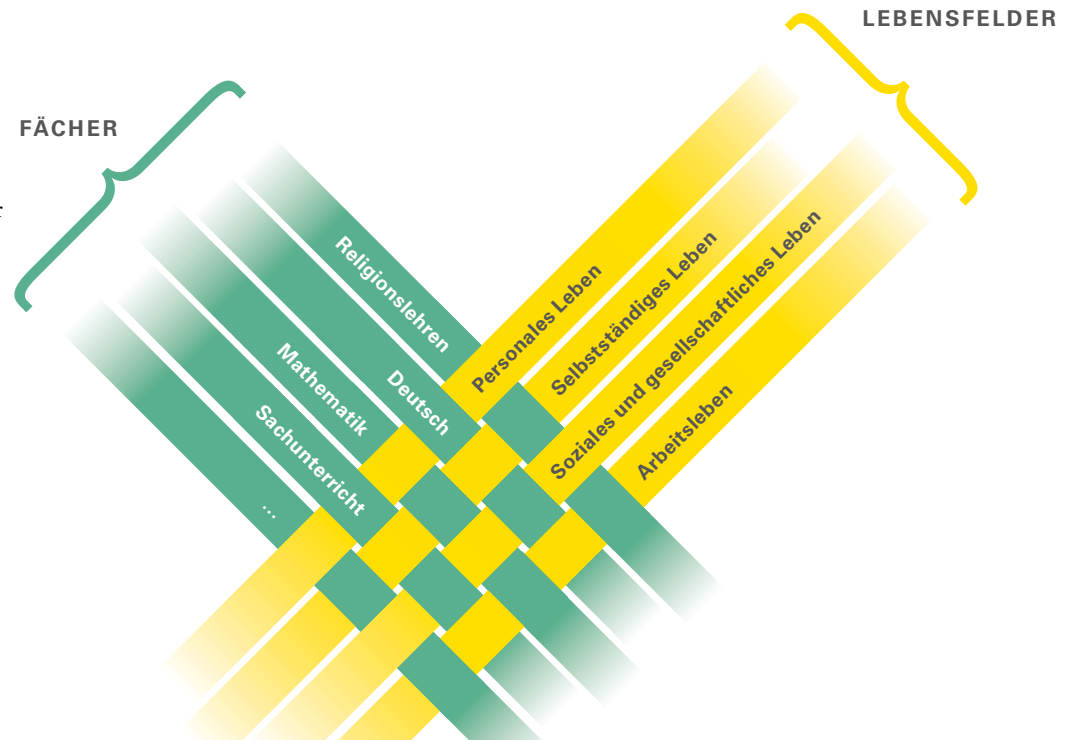 LEBENSFELDER
FÄCHER
Religionslehren
Deutsch
Mathematik
Sachunterricht
...
Personales Leben
Selbstständiges Leben
Soziales und gesellschaftliches Leben
Arbeitsleben